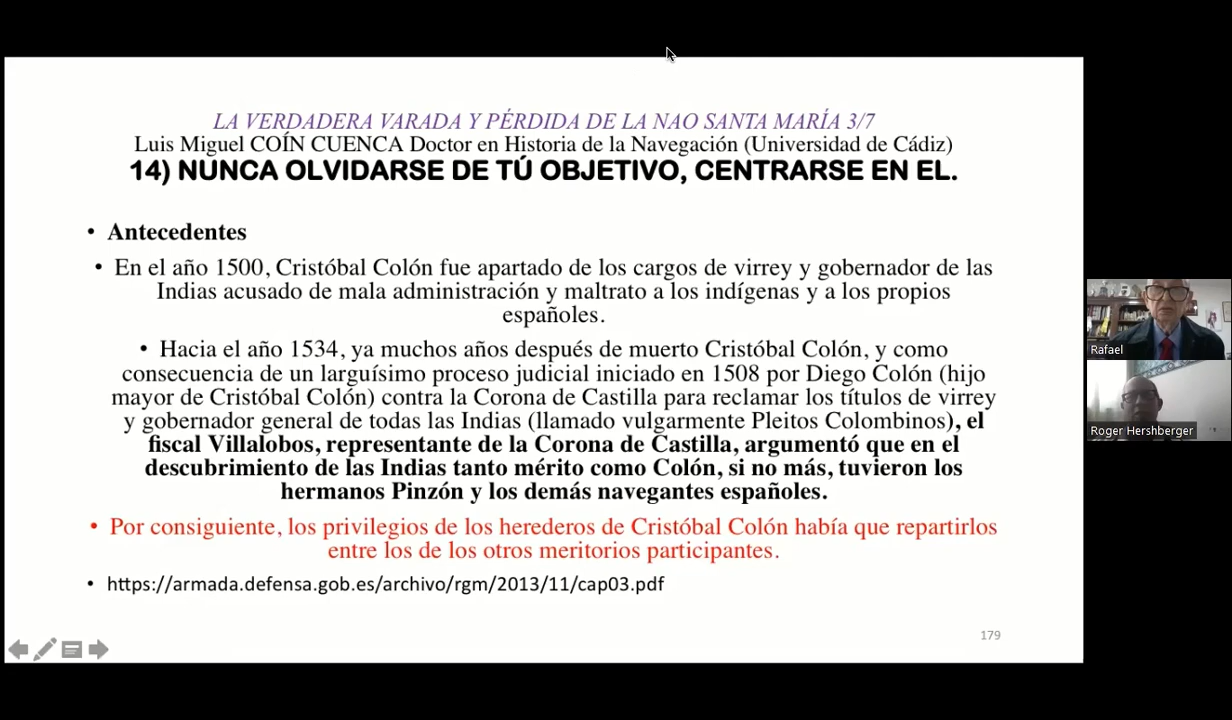 LA VERDADERA VARADA Y PÉRDIDA DE LA NAO SANTA MARÍA 3/7
Luis Miguel COÍN CUENCA Doctor en Historia de la Navegación (Universidad de Cádiz)
14) NUNCA OLVIDARSE DE TÚ OBJETIVO, CENTRARSE EN EL.
• Antecedentes
• En el año 1500, Cristóbal Colón fue apartado de los cargos de virrey y gobernador de las
Indias acusado de mala administración y maltrato a los indígenas y a los propios
españoles.
• Hacia el año 1534, ya muchos años después de muerto Cristóbal Colón, y como
consecuencia de un larguísimo proceso judicial iniciado en 1508 por Diego Colón (hijo
mayor de Cristóbal Colón) contra la Corona de Castilla para reclamar los títulos de virrey
y gobernador general de todas las Indias (llamado vulgarmente Pleitos Colombinos), el
fiscal Villalobos, representante de la Corona de Castilla, argumentó que en el
descubrimiento de las Indias tanto mérito como Colón, si no más, tuvieron los
hermanos Pinzón y los demás navegantes españoles.
• Por consiguiente, los privilegios de los herederos de Cristóbal Colón había que repartirlos
entre los de los otros meritorios participantes.
• https://armada.defensa.gob.es/archivo/rgm/2013/11/cap03.pdf
179
Rafael
Roger Hershberger